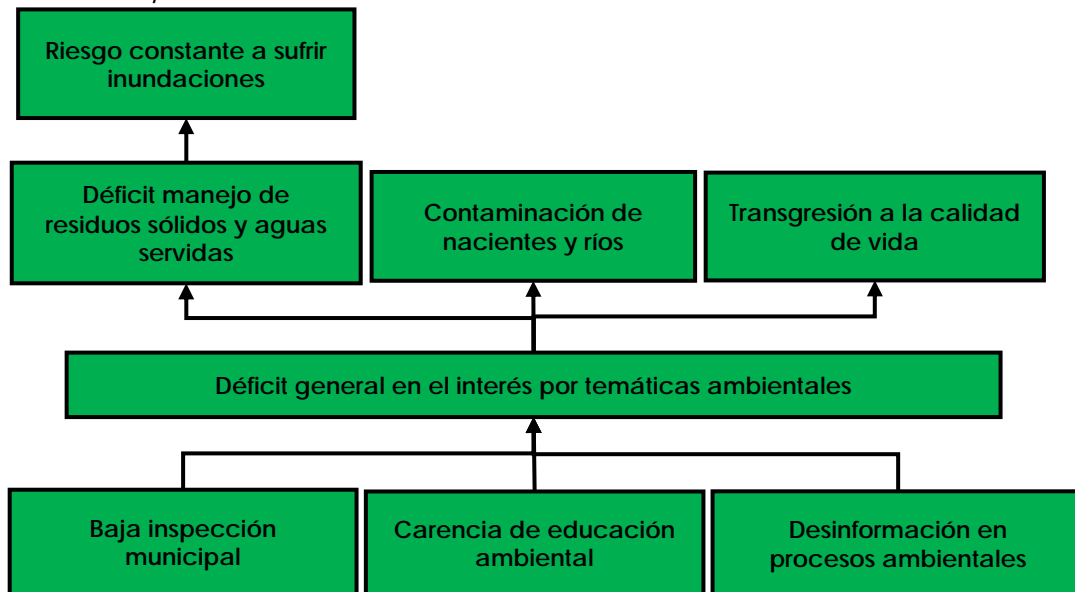 Riesgo constante a sufrir
inundaciones
Déficit manejo de
residuos sólidos y aguas
servidas
Contaminación de
nacientes y ríos
Transgresión a la calidad
de vida
Déficit general en el interés por temáticas ambientales
Baja inspección
municipal
Carencia de educación
ambiental
Desinformación en
procesos ambientales